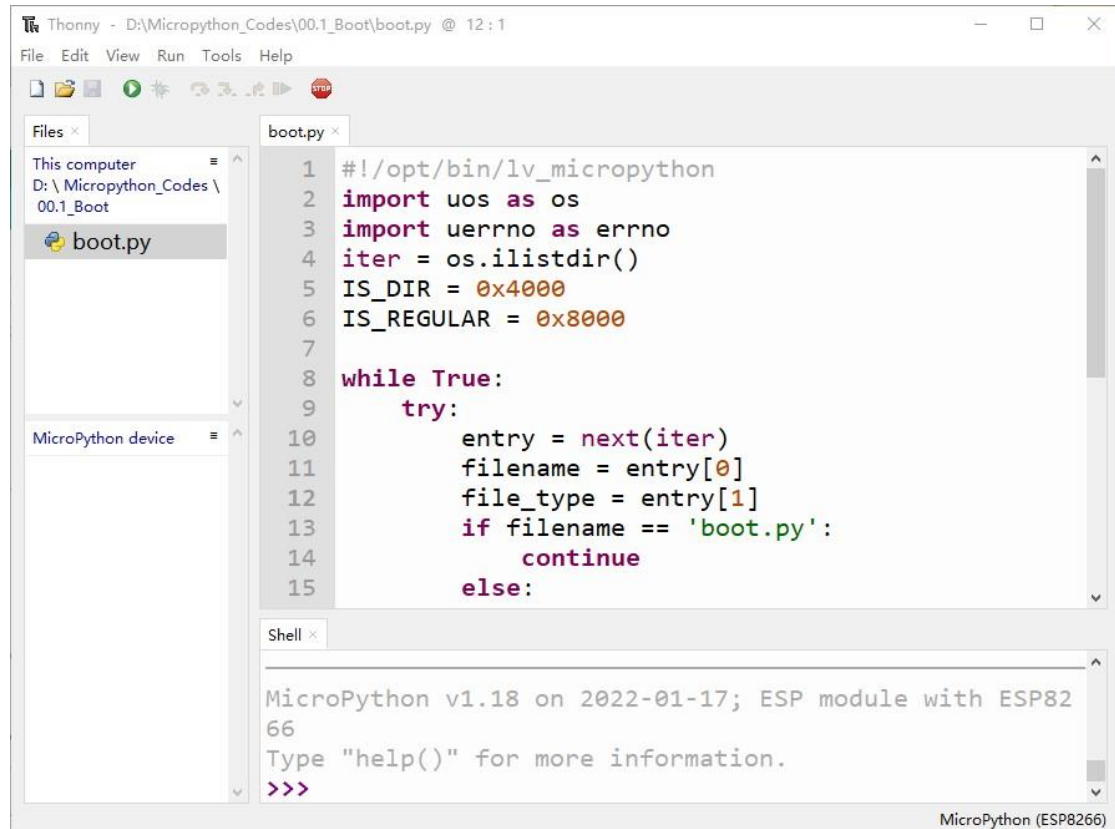 Thonny - D:\Micropython_Codes\00.1_Boot\boot.py @ 12 : 1
File Edit View Run Tools Help
STOP
Files ×
This computer
D: \ Micropython_Codes \
00.1_Boot
boot.py
MicroPython device
boot.py ×
1 #!/opt/bin/lv_micropython
2 import uos as os
3 import uerrno as errno
4 iter = os.ilistdir()
5 IS_DIR = 0x4000
6 IS_REGULAR = 0x8000
7
8 while True:
9     try:
10         entry = next(iter)
11         filename = entry[0]
12         file_type = entry[1]
13         if filename == 'boot.py':
14             continue
15         else:
Shell ×
MicroPython v1.18 on 2022-01-17; ESP module with ESP82
66
Type "help()" for more information.
>>>
MicroPython (ESP8266)